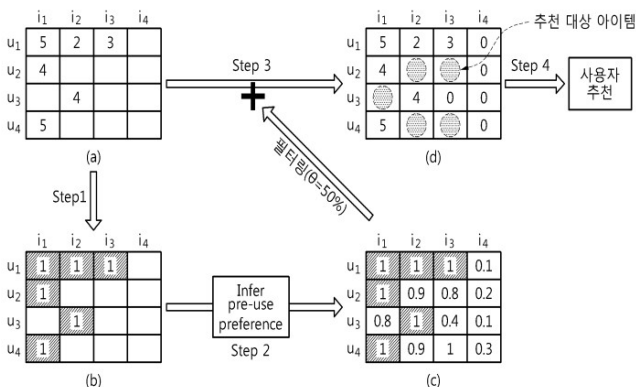 i1 i2 i3 i4
u1 5 2 3
u2 4
u3 4
u4 5
(a)
Step 3
i1 i2 i3 i4
추천 대상 아이템
u1 5 2 3 0
u2 4 0
u3 4 0 0
u4 5 0
(d)
Step 4
사용자
추천
Step1
필터링(θ=50%)
i1 i2 i3 i4
u1 1 1 1
u2 1
u3 1
u4 1
(b)
Infer
pre-use
preference
Step 2
i1 i2 i3 i4
u1 1 1 1 0.1
u2 1 0.9 0.8 0.2
u3 0.8 1 0.4 0.1
u4 1 0.9 1 0.3
(c)